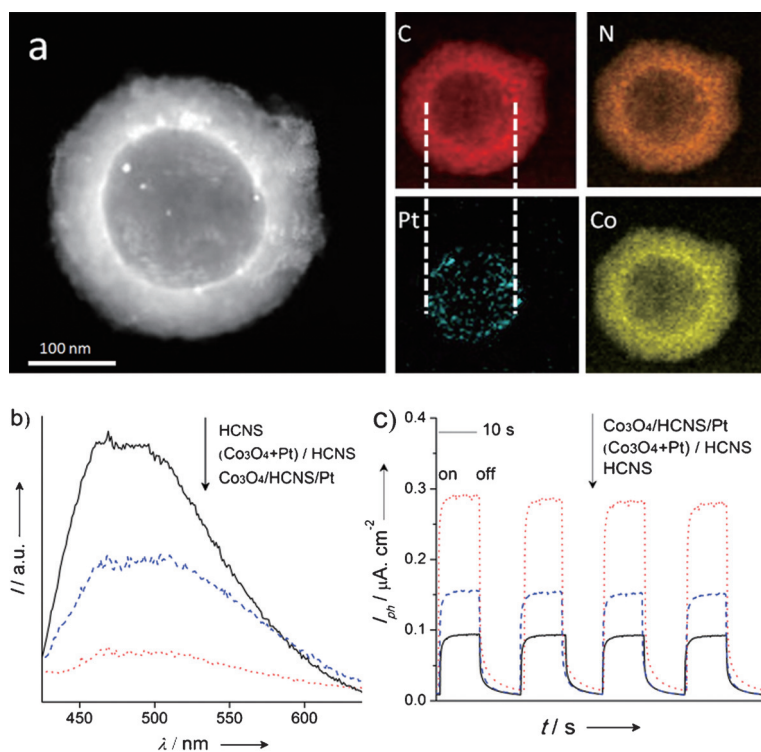 a
100 nm
C
N
Pt
Co
b)
HCNS
(Co3O4+Pt) / HCNS
Co3O4/HCNS/Pt
I / a.u.
450 500 550 600
λ / nm
c)
0.4
0.3
0.2
0.1
0.0
Iph / µA. cm-2
10 s
on off
Co3O4/HCNS/Pt
(Co3O4+Pt) / HCNS
HCNS
t / s